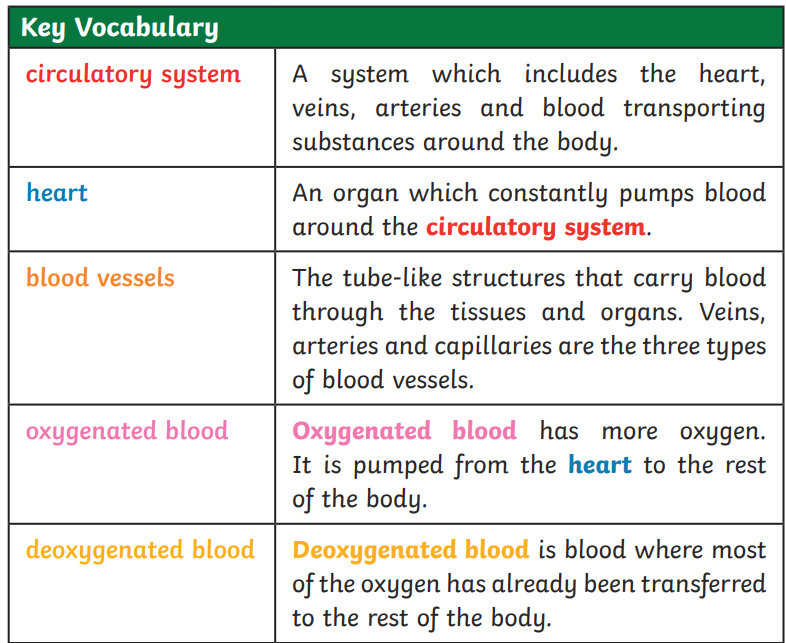 Key Vocabulary
circulatory system
A system which includes the heart,
veins, arteries and blood transporting
substances around the body.
heart
An organ which constantly pumps blood
around the circulatory system.
blood vessels
The tube-like structures that carry blood
through the tissues and organs. Veins,
arteries and capillaries are the three types
of blood vessels.
oxygenated blood
Oxygenated blood has more oxygen.
It is pumped from the heart to the rest
of the body.
deoxygenated blood
Deoxygenated blood is blood where most
of the oxygen has already been transferred
to the rest of the body.